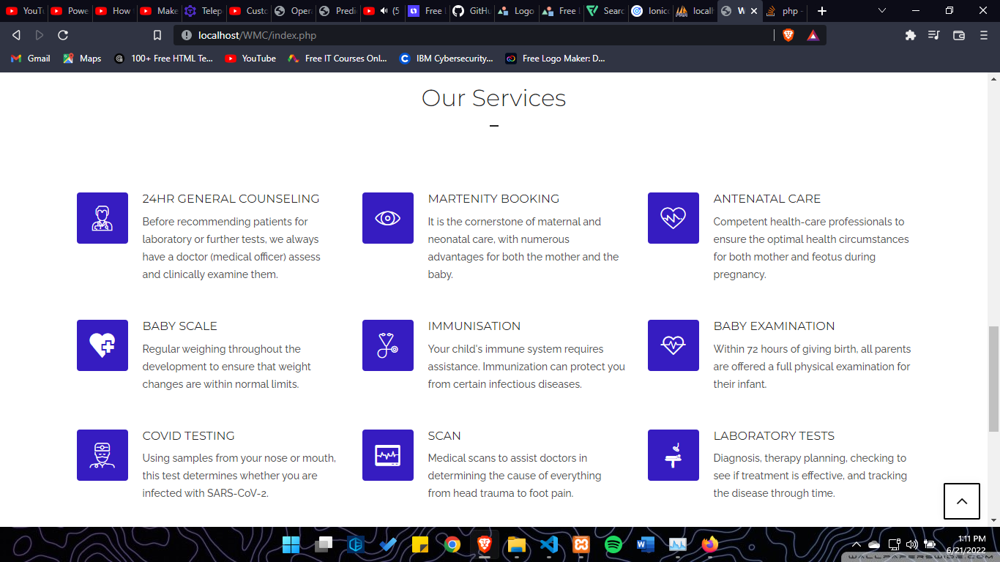 YouTu
Powe
How
Make
Telep
Custo
Opera
Predi
(5
Free
GitHu
Logo
Free
Searc
Ionico
localh
W
php -
localhost/WMC/index.php
Gmail
Maps
100+ Free HTML Te...
YouTube
Free IT Courses Onl...
IBM Cybersecurity...
Free Logo Maker: D...
Our Services
24HR GENERAL COUNSELING
Before recommending patients for
laboratory or further tests, we always
have a doctor (medical officer) assess
and clinically examine them.
MARTENITY BOOKING
It is the cornerstone of maternal and
neonatal care, with numerous
advantages for both the mother and the
baby.
ANTENATAL CARE
Competent health-care professionals to
ensure the optimal health circumstances
for both mother and feotus during
pregnancy.
BABY SCALE
Regular weighing throughout the
development to ensure that weight
changes are within normal limits.
IMMUNISATION
Your child's immune system requires
assistance. Immunization can protect you
from certain infectious diseases.
BABY EXAMINATION
Within 72 hours of giving birth, all parents
are offered a full physical examination for
their infant.
COVID TESTING
Using samples from your nose or mouth,
this test determines whether you are
infected with SARS-CoV-2.
SCAN
Medical scans to assist doctors in
determining the cause of everything
from head trauma to foot pain.
LABORATORY TESTS
Diagnosis, therapy planning, checking to
see if treatment is effective, and tracking
the disease through time.
1:11 PM
6/21/2022
WALLPAPERSWIDE.COM